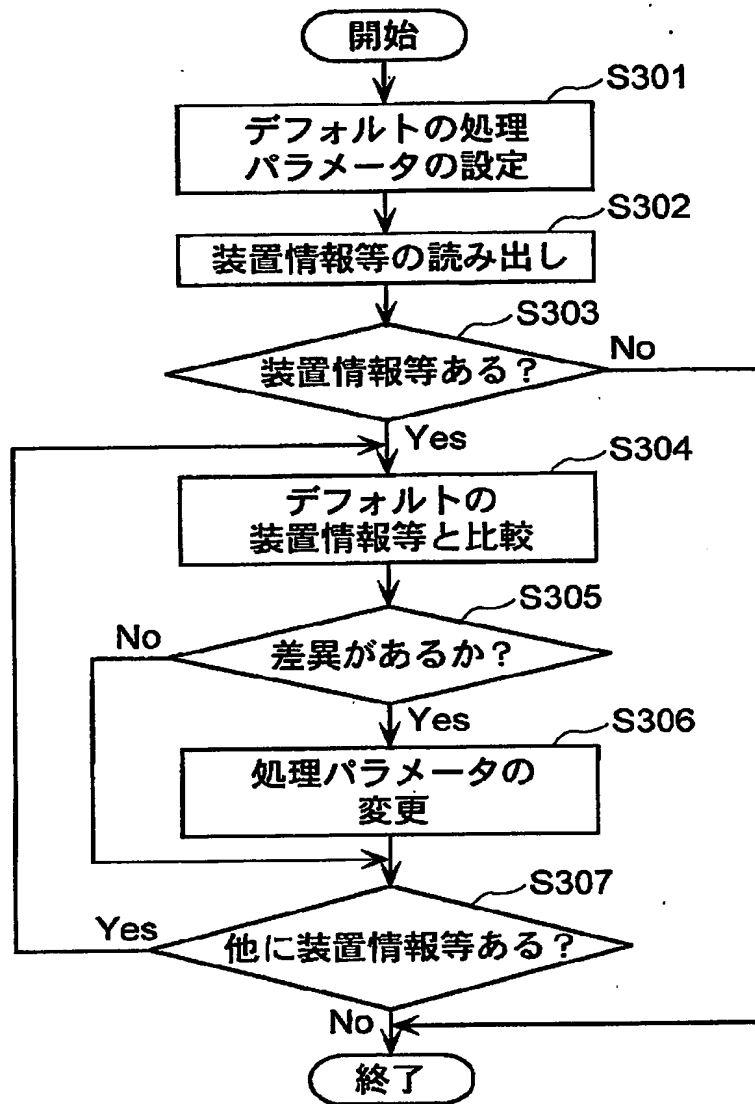 開始
S301
デフォルトの処理
パラメータの設定
S302
装置情報等の読み出し
S303
装置情報等ある？
No
Yes
S304
デフォルトの
装置情報等と比較
S305
No
差異があるか？
Yes
S306
処理パラメータの
変更
S307
Yes
他に装置情報等ある？
No
終了